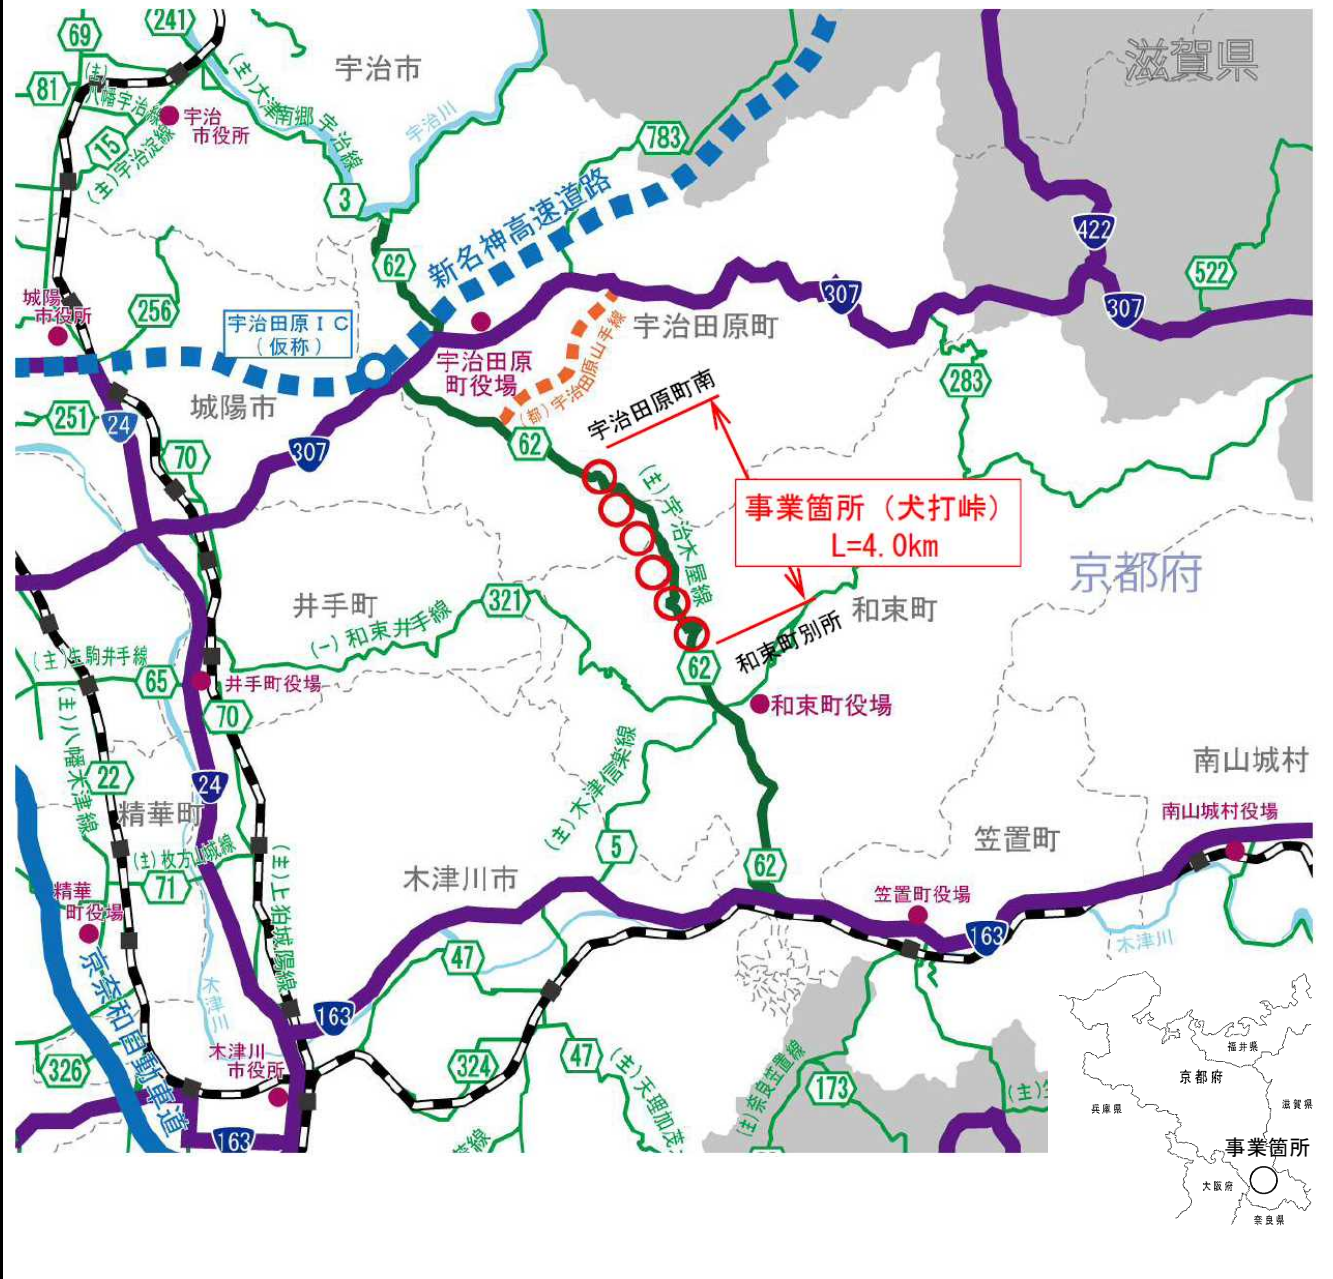 241
69
宇治市
滋賀県
(主)大津南郷宇治線
81
(主)
八幡宇治線
宇治川
宇治
市役所
783
15
(主)宇治淀線
3
新名神高速道路
422
62
522
城陽
市役所
256
307
307
宇治田原IC
(仮称)
宇治田原町
宇治田原
町役場
(都)宇治田原山手線
283
宇治田原町南
城陽市
251
24
62
307
70
(主)宇治木屋線
事業箇所(犬打峠)
L=4.0km
京都府
井手町
321
和束町
(一)和束井手線
和束町別所
(主)生駒井手線
65
井手町役場
62
70
和束町役場
(主)八幡木津線
(主)木津信楽線
22
24
南山城村
精華町
南山城村役場
(主)枚方山城線
5
笠置町
62
71
(主)上狛城陽線
木津川市
精華
町役場
笠置町役場
163
木津川
47
京奈和自動車道
木津川
163
木津川
市役所
326
324
47
(主)天理加茂
(主)奈良笠置線
173
(主)
163
福井県
京都府
兵庫県
滋賀県
事業箇所
大阪府
奈良県